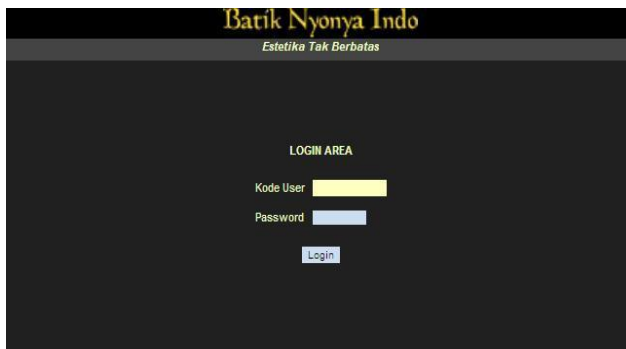 Batik Nyonya Indo
Estetika Tak Berbatas
LOGIN AREA
Kode User
Password
Login